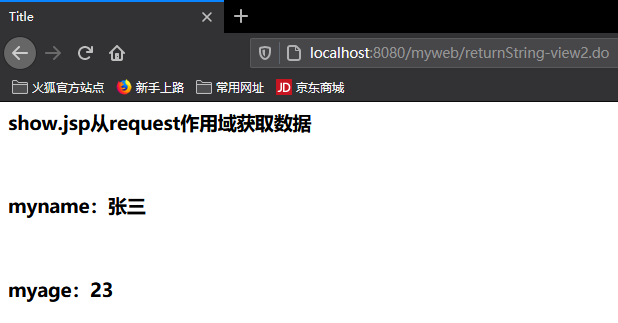 Title
localhost:8080/myweb/returnString-view2.do
火狐官方站点 新手上路 常用网址 JD 京东商城
show.jsp从request作用域获取数据
myname：张三
myage：23